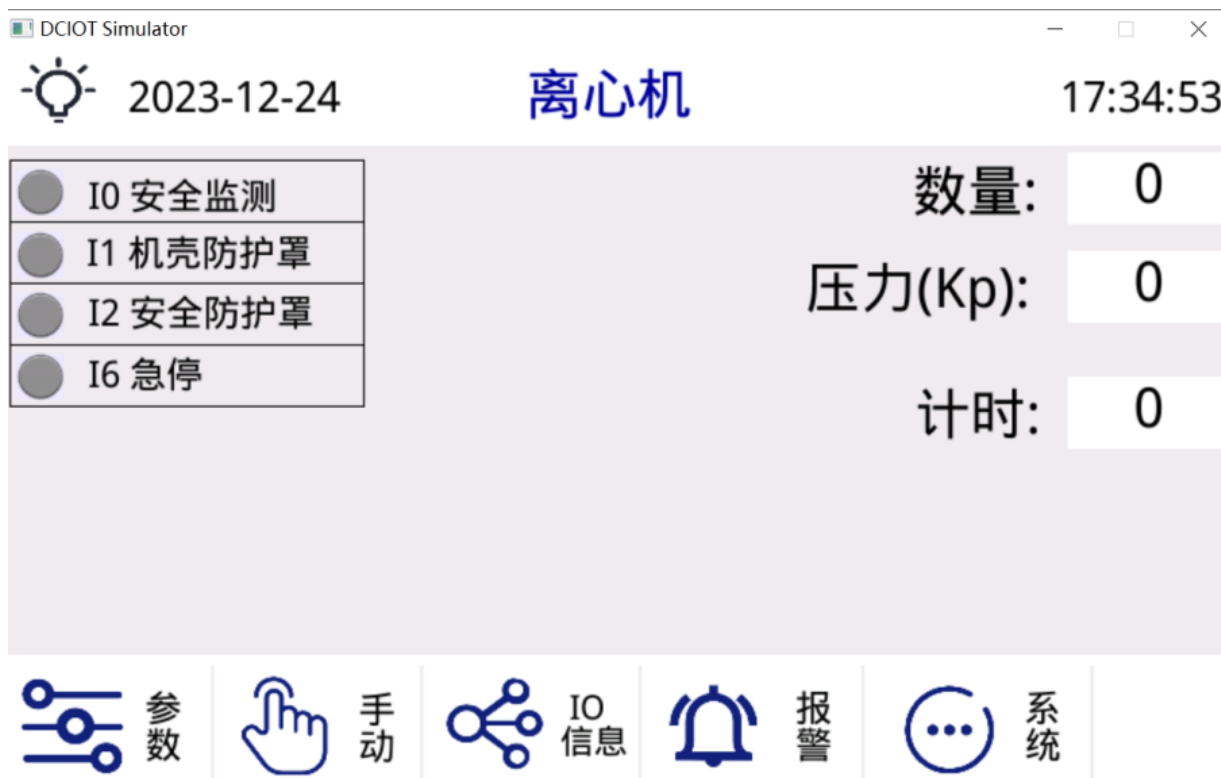 DCIOT Simulator
2023-12-24
离心机
17:34:53
I0 安全监测
I1 机壳防护罩
I2 安全防护罩
I6 急停
数量: 0
压力(Kp): 0
计时: 0
参数
手动
IO
信息
报警
系统